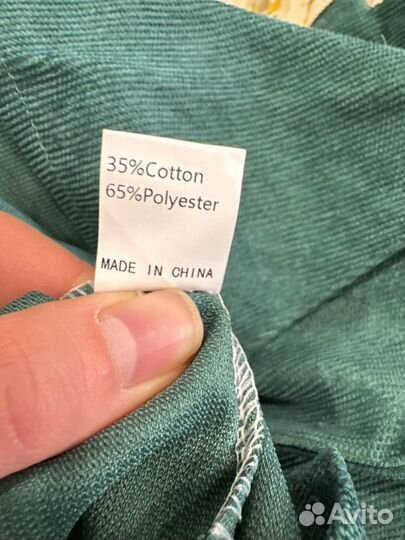 35%Cotton
65%Polyester
MADE IN CHINA
Avito